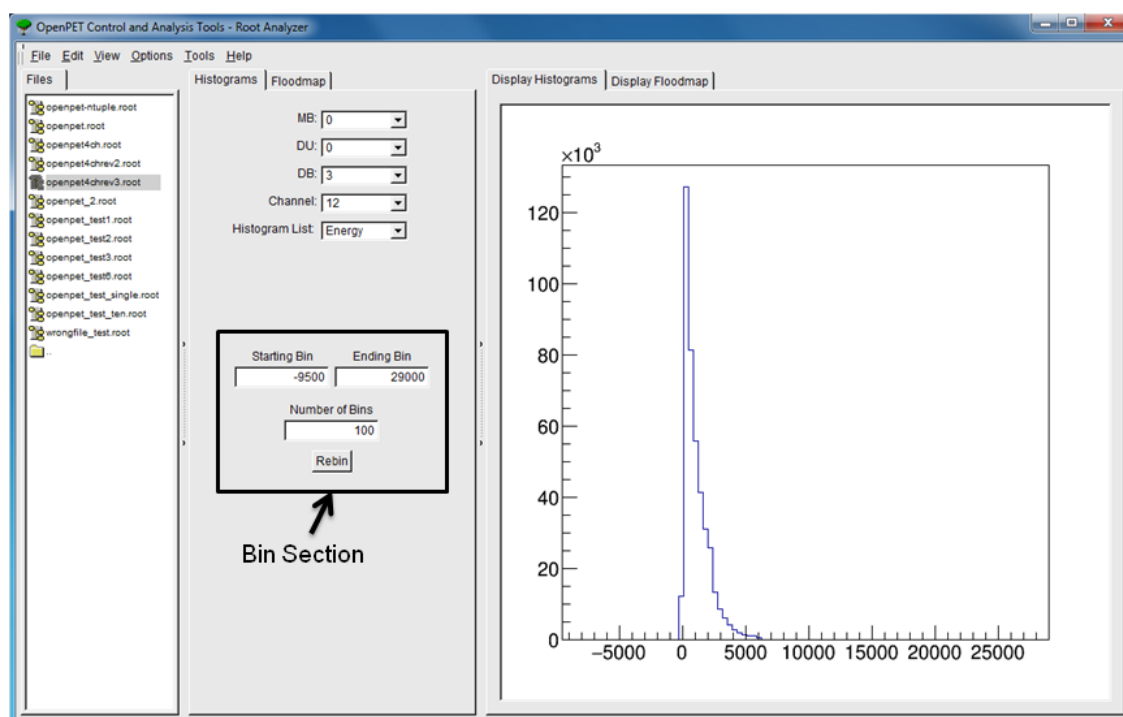 OpenPET Control and Analysis Tools - Root Analyzer
File Edit View Options Tools Help
Files
openpet-ntuple.root
openpet.root
openpet4ch.root
openpet4chrev2.root
openpet4chrev3.root
openpet_2.root
openpet_test1.root
openpet_test2.root
openpet_test3.root
openpet_test6.root
openpet_test_single.root
openpet_test_ten.root
wrongfile_test.root
..
Histograms Floodmap
MB: 0
DU: 0
DB: 3
Channel: 12
Histogram List: Energy
Starting Bin Ending Bin
-9500 29000
Number of Bins
100
Rebin
Bin Section
Display Histograms Display Floodmap
×10³
120
100
80
60
40
20
0
−5000 0 5000 10000 15000 20000 25000